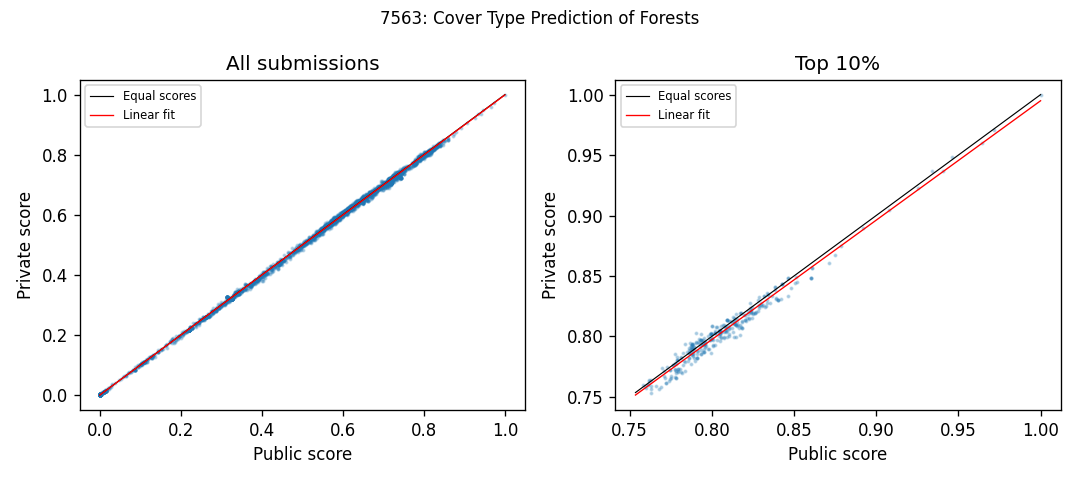 7563: Cover Type Prediction of Forests
All submissions
Equal scores
Linear fit
1.0
0.8
0.6
0.4
0.2
0.0
Private score
0.0 0.2 0.4 0.6 0.8 1.0
Public score
Top 10%
Equal scores
Linear fit
1.00
0.95
0.90
0.85
0.80
0.75
Private score
0.75 0.80 0.85 0.90 0.95 1.00
Public score